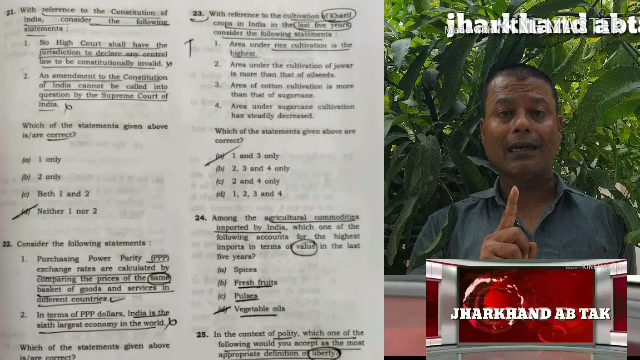 21. With reference to the Constitution of
India, consider the following
statements :
1. No High Court shall have the
jurisdiction to declare any central
law to be constitutionally invalid.
2. An amendment to the Constitution
of India cannot be called into
question by the Supreme Court of
India.
Which of the statements given above
is/are correct?
(a) 1 only
(b) 2 only
(c) Both 1 and 2
(d) Neither 1 nor 2
22. Consider the following statements :
1. Purchasing Power Parity (PPP)
exchange rates are calculated by
comparing the prices of the same
basket of goods and services in
different countries.
2. In terms of PPP dollars, India is the
sixth largest economy in the world.
Which of the statements given above
is/are correct?
23. With reference to the cultivation of Kharif
crops in India in the last five years,
consider the following statements :
1. Area under rice cultivation is the
highest.
2. Area under the cultivation of jowar
is more than that of oilseeds.
3. Area of cotton cultivation is more
than that of sugarcane.
4. Area under sugarcane cultivation
has steadily decreased.
Which of the statements given above are
correct?
(a) 1 and 3 only
(b) 2, 3 and 4 only
(c) 2 and 4 only
(d) 1, 2, 3 and 4
24. Among the agricultural commodities
imported by India, which one of the
following accounts for the highest
imports in terms of value in the last
five years?
(a) Spices
(b) Fresh fruits
(c) Pulses
(d) Vegetable oils
25. In the context of polity, which one of the
following would you accept as the most
appropriate definition of liberty?
jharkhand ab ta
JHARKHAND AB TAK